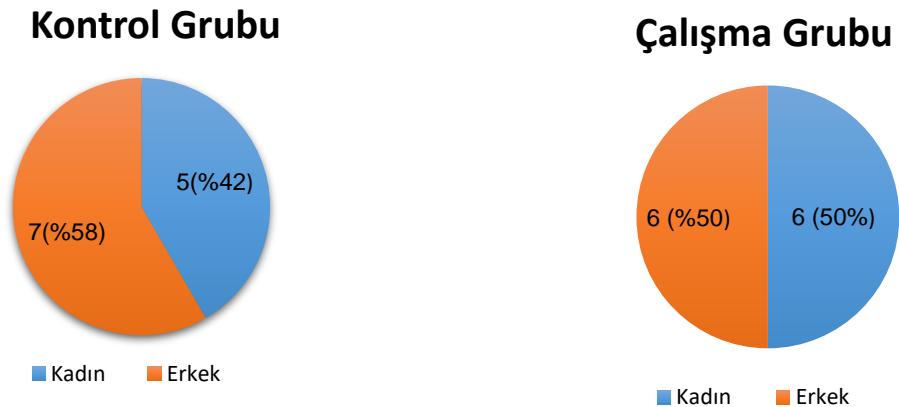 Kontrol Grubu
5(%42)
7(%58)
Kadın
Erkek
Çalışma Grubu
6 (%50)
6 (50%)
Kadın
Erkek